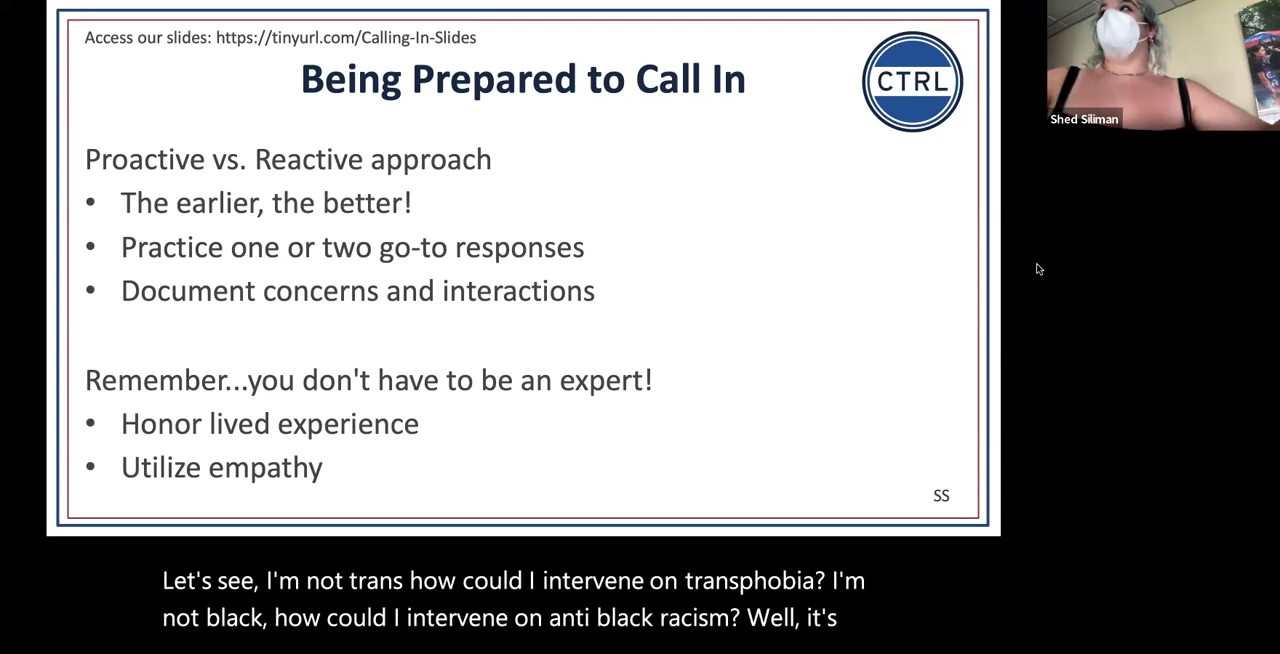 Access our slides: https://tinyurl.com/Calling-In-Slides
Being Prepared to Call In
CTRL
Shed Siliman
Proactive vs. Reactive approach
• The earlier, the better!
• Practice one or two go-to responses
• Document concerns and interactions
Remember...you don't have to be an expert!
• Honor lived experience
• Utilize empathy
SS
Let's see, I'm not trans how could I intervene on transphobia? I'm
not black, how could I intervene on anti black racism? Well, it's